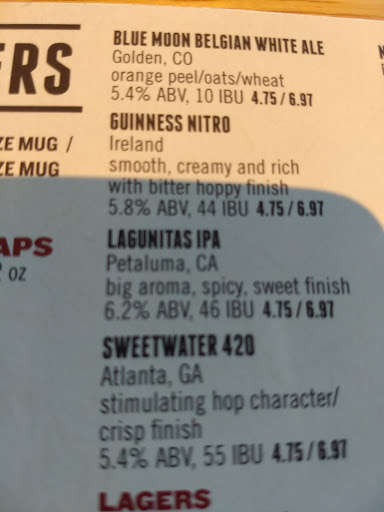 BLUE MOON BELGIAN WHITE ALE
Golden, CO
orange peel/oats/wheat
5.4% ABV, 10 IBU 4.75 / 6.97
GUINNESS NITRO
Ireland
smooth, creamy and rich
with bitter hoppy finish
5.8% ABV, 44 IBU 4.75 / 6.97
LAGUNITAS IPA
Petaluma, CA
big aroma, spicy, sweet finish
6.2% ABV, 46 IBU 4.75 / 6.97
SWEETWATER 420
Atlanta, GA
stimulating hop character/
crisp finish
5.4% ABV, 55 IBU 4.75 / 6.97
LAGERS
ERS
ZE MUG /
ZE MUG
APS
OZ